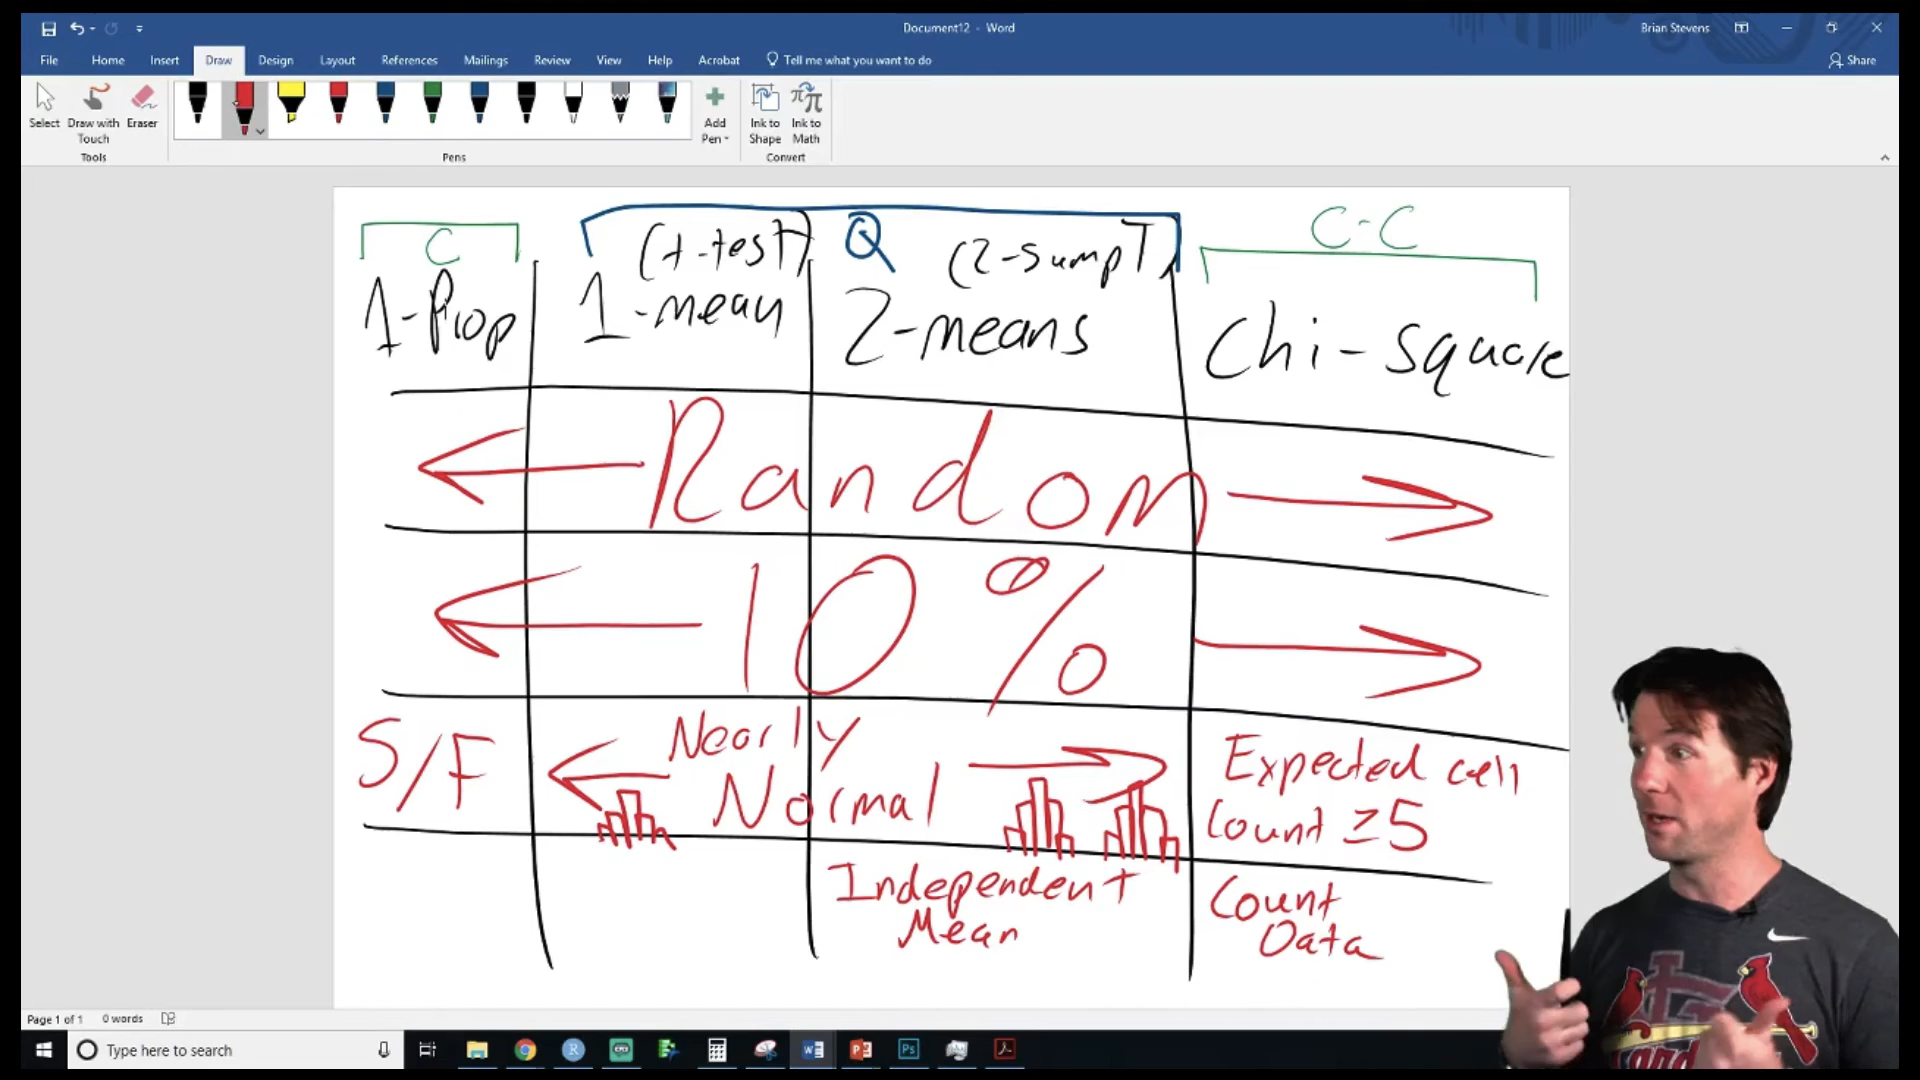 Document12 - Word
Brian Stevens
File Home Insert Draw Design Layout References Mailings Review View Help Acrobat Tell me what you want to do
Share
Select Draw with Touch Eraser
Add Pen
Ink to Shape Ink to Math
Tools
Pens
Convert
C
Q
C-C
(t-test)
(2-sampT)
1-Prop
1-mean
2-means
Chi-square
Random
10%
S/F
Nearly
Normal
Expected cell
Count ≥5
Independent
Mean
Count
Data
Page 1 of 1 0 words
Type here to search